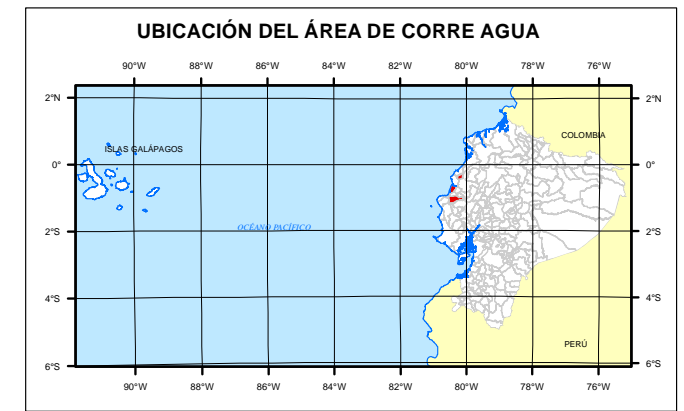 UBICACIÓN DEL ÁREA DE CORRE AGUA
90°W 88°W 86°W 84°W 82°W 80°W 78°W 76°W
2°N 2°N
COLOMBIA
ISLAS GALÁPAGOS
0° 0°
OCÉANO PACÍFICO
2°S 2°S
4°S 4°S
PERÚ
6°S 6°S
90°W 88°W 86°W 84°W 82°W 80°W 78°W 76°W